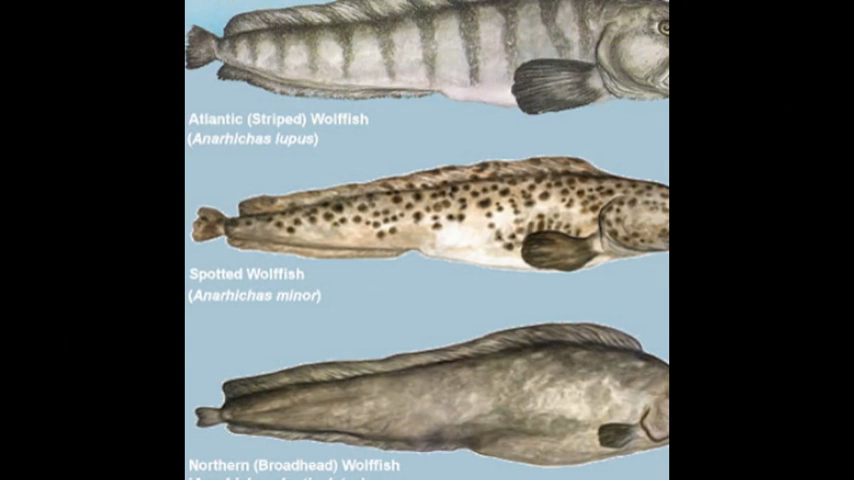 Atlantic (Striped) Wolffish
(Anarhichas lupus)
Spotted Wolffish
(Anarhichas minor)
Northern (Broadhead) Wolffish